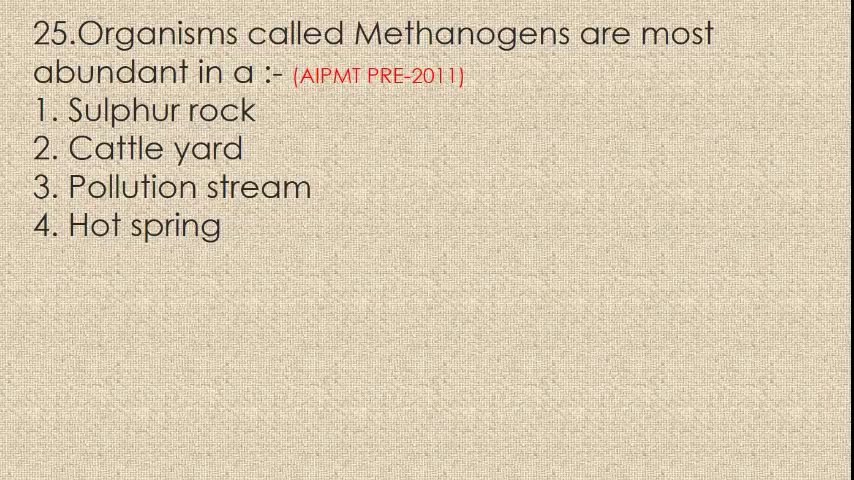 25.Organisms called Methanogens are most
abundant in a :- (AIPMT PRE-2011)
1. Sulphur rock
2. Cattle yard
3. Pollution stream
4. Hot spring